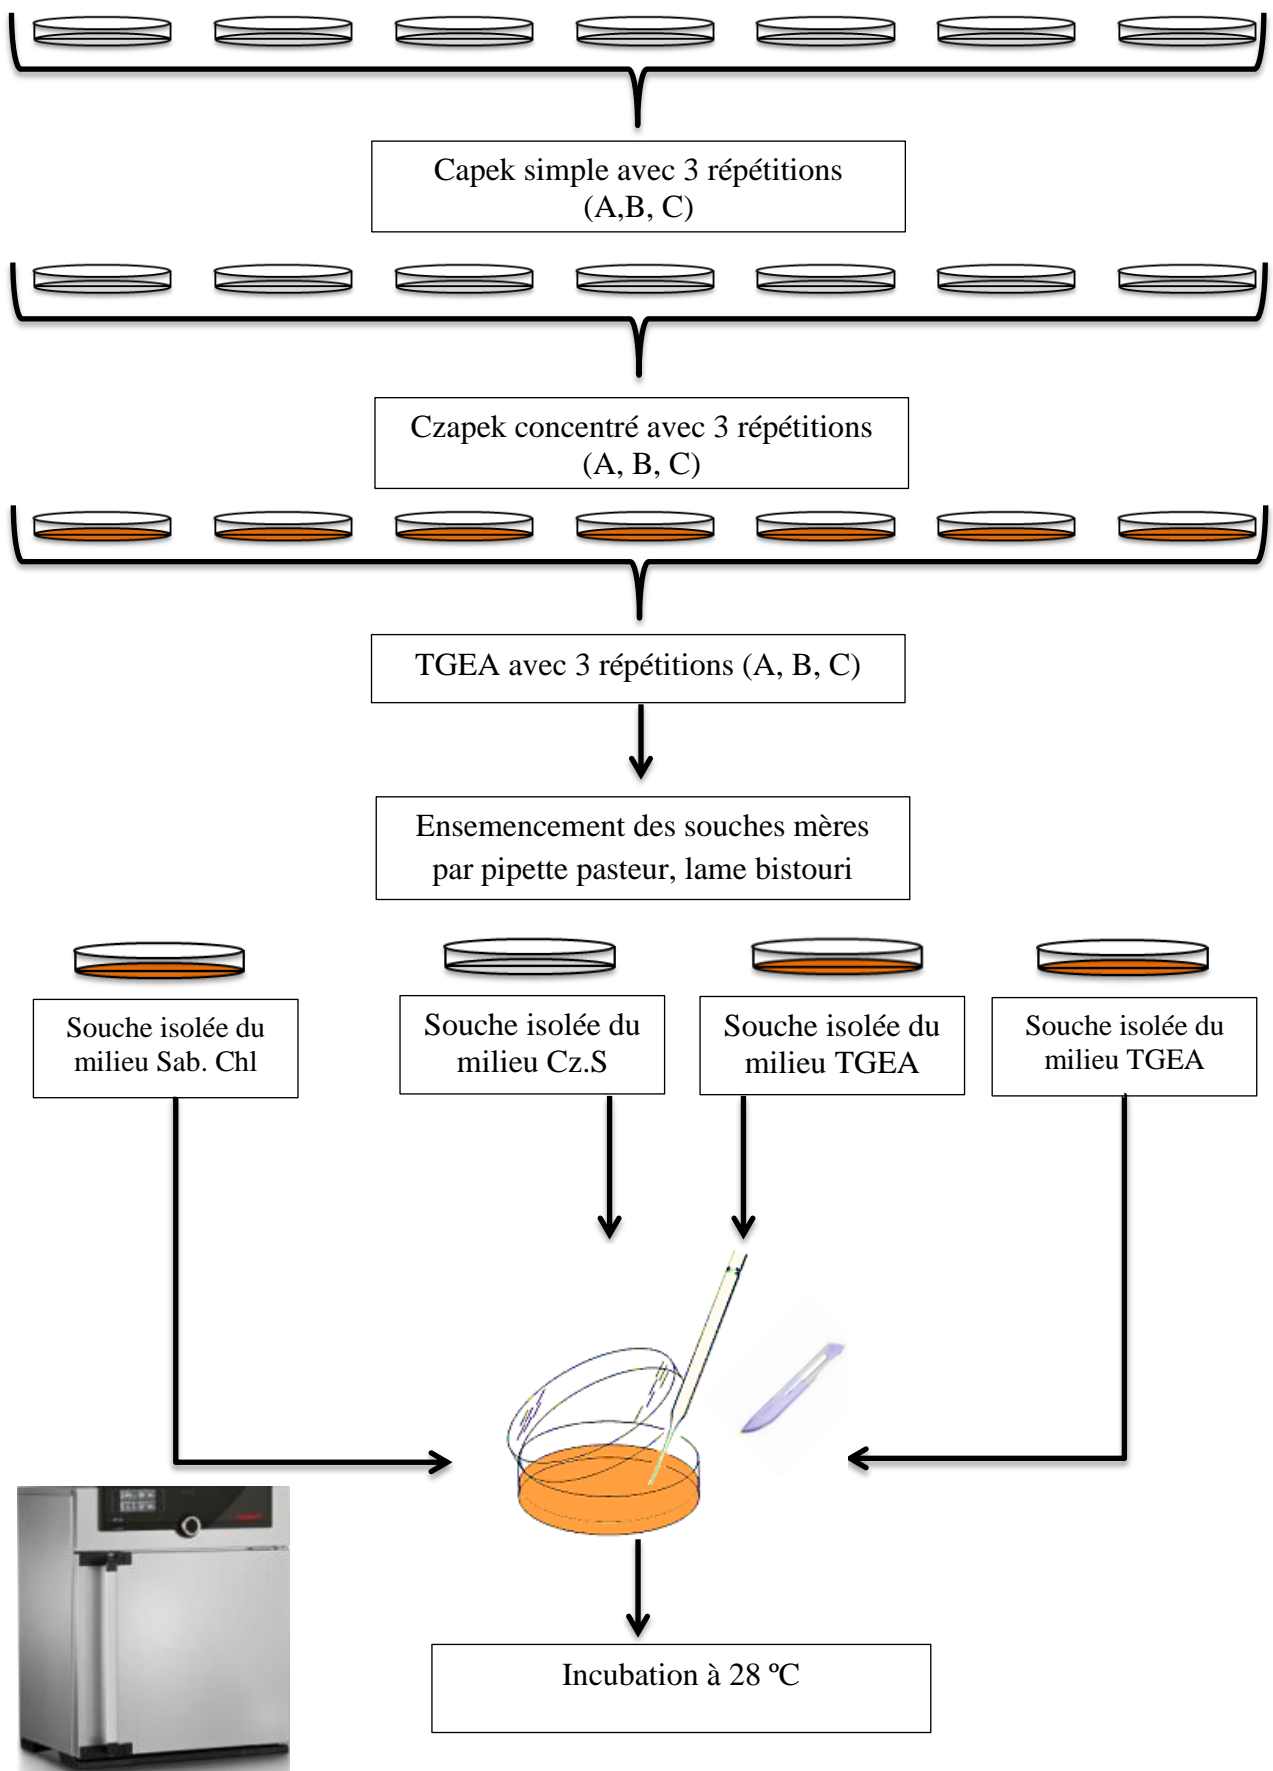 Capek simple avec 3 répétitions
(A,B, C)
Czapek concentré avec 3 répétitions
(A, B, C)
TGEA avec 3 répétitions (A, B, C)
Ensemencement des souches mères
par pipette pasteur, lame bistouri
Souche isolée du
milieu Sab. Chl
Souche isolée du
milieu Cz.S
Souche isolée du
milieu TGEA
Souche isolée du
milieu TGEA
Incubation à 28 ºC